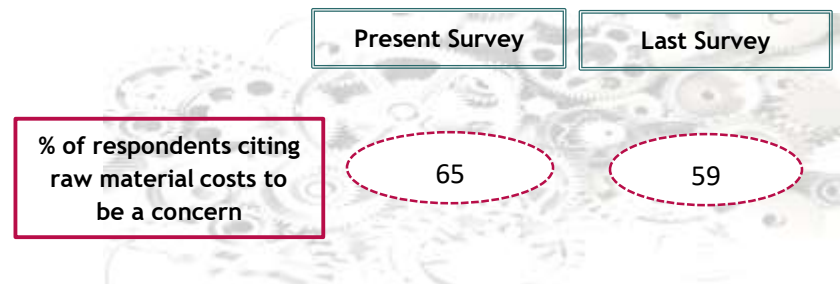 Present Survey
Last Survey
% of respondents citing
raw material costs to
be a concern
65
59